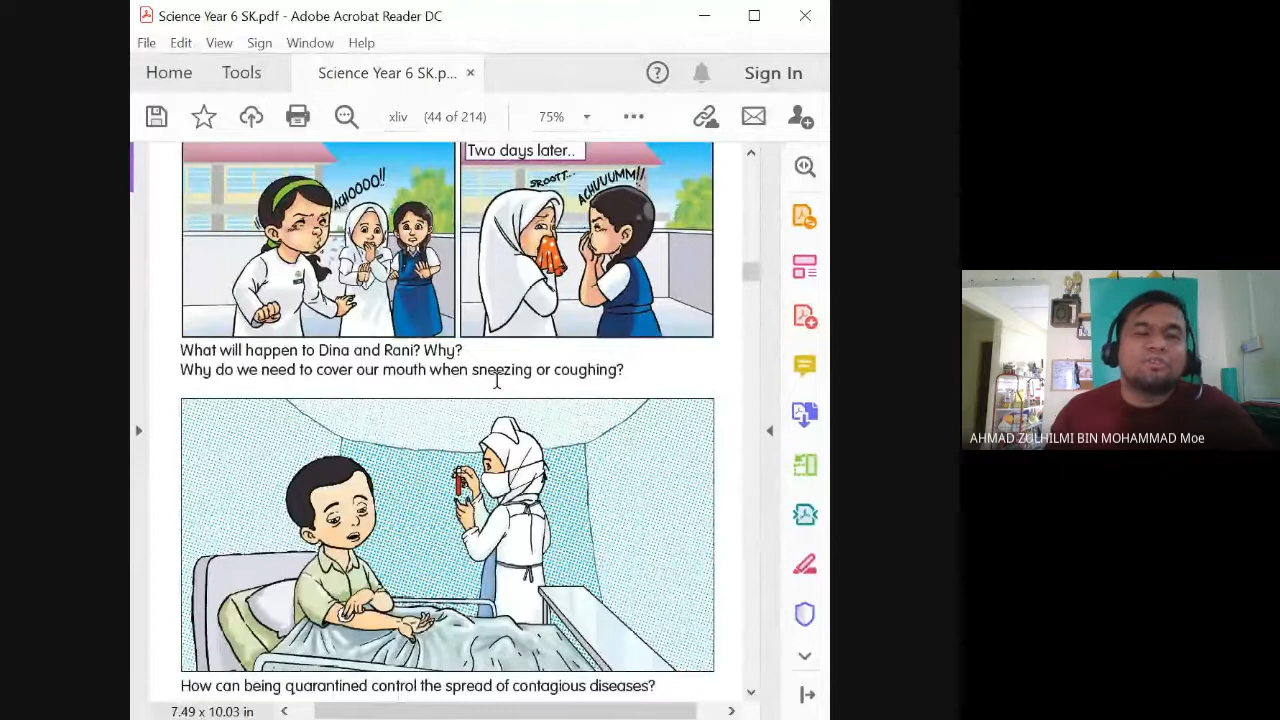 Science Year 6 SK.pdf - Adobe Acrobat Reader DC
File Edit View Sign Window Help
Home Tools Science Year 6 SK.p... × Sign In
xliv (44 of 214) 75%
Two days later..
ACHOOOO!!
SROOTT...
ACHUUUMM!!
What will happen to Dina and Rani? Why?
Why do we need to cover our mouth when sneezing or coughing?
How can being quarantined control the spread of contagious diseases?
7.49 x 10.03 in
AHMAD ZULHILMI BIN MOHAMMAD Moe